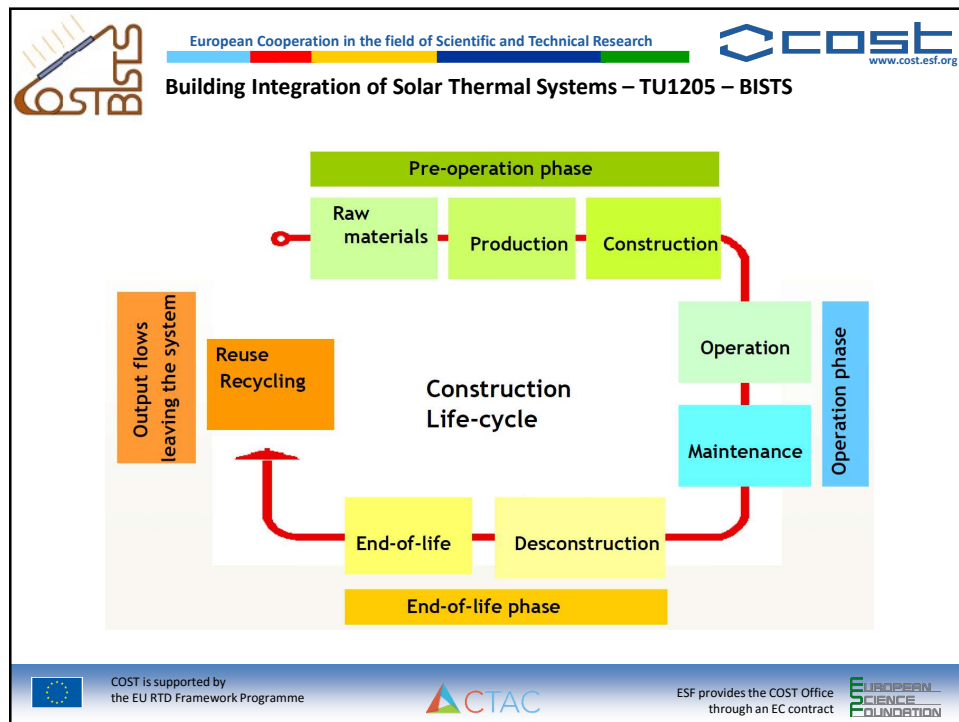 European Cooperation in the field of Scientific and Technical Research
COST
BISTS
cost
www.cost.esf.org
Building Integration of Solar Thermal Systems – TU1205 – BISTS
Pre-operation phase
Raw
materials
Production
Construction
Operation
Maintenance
Operation phase
Output flows
leaving the system
Reuse
Recycling
Construction
Life-cycle
End-of-life
Desconstruction
End-of-life phase
COST is supported by
the EU RTD Framework Programme
CTAC
ESF provides the COST Office
through an EC contract
EUROPEAN
SCIENCE
FOUNDATION